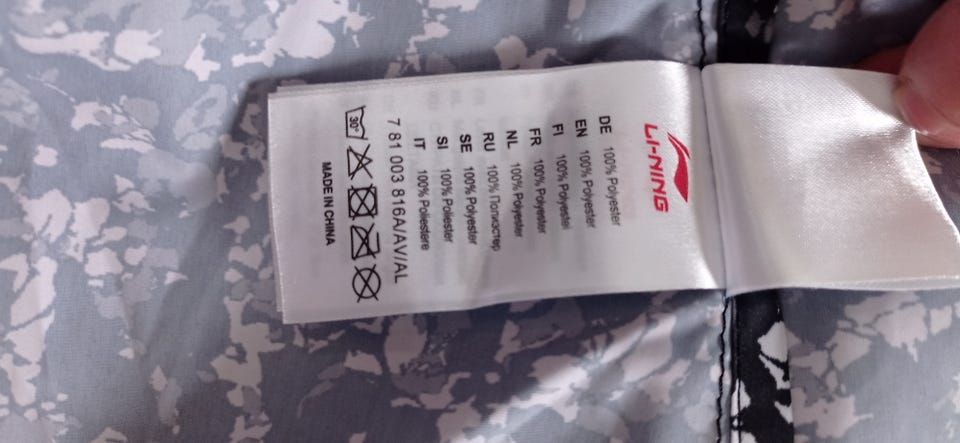 LI-NING
DE 100% Polyester
EN 100% Polyester
FI 100% Polyester
FR 100% Polyester
NL 100% Polyester
RU 100% Полиэстер
SE 100% Polyester
SI 100% Poliester
IT 100% Poliestere
7 81 003 816A/AV/AL
30°
MADE IN CHINA